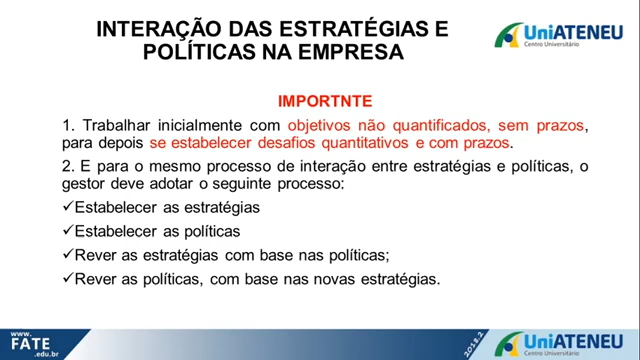 INTERAÇÃO DAS ESTRATÉGIAS E
POLÍTICAS NA EMPRESA
UniATENEU
Centro Universitário
IMPORTNTE
1. Trabalhar inicialmente com objetivos não quantificados, sem prazos,
para depois se estabelecer desafios quantitativos e com prazos.
2. E para o mesmo processo de interação entre estratégias e políticas, o
gestor deve adotar o seguinte processo:
✓Estabelecer as estratégias
✓Estabelecer as políticas
✓Rever as estratégias com base nas políticas;
✓Rever as políticas, com base nas novas estratégias.
www.
FATE
.edu.br
2018.2
UniATENEU
Centro Universitário